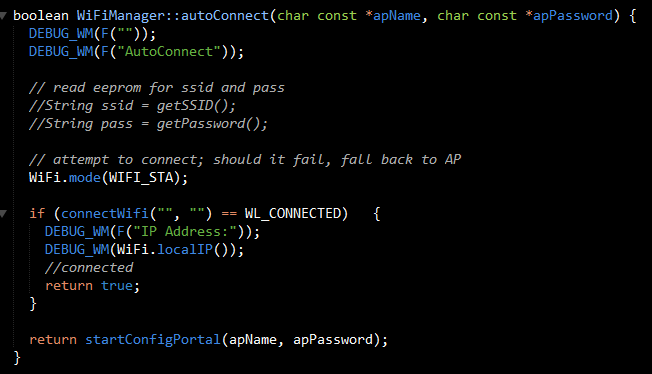 boolean WiFiManager::autoConnect(char const *apName, char const *apPassword) {
DEBUG_WM(F(""));
DEBUG_WM(F("AutoConnect"));
// read eeprom for ssid and pass
//String ssid = getSSID();
//String pass = getPassword();
// attempt to connect; should it fail, fall back to AP
WiFi.mode(WIFI_STA);
if (connectWifi("", "") == WL_CONNECTED)   {
DEBUG_WM(F("IP Address:"));
DEBUG_WM(WiFi.localIP());
//connected
return true;
}
return startConfigPortal(apName, apPassword);
}